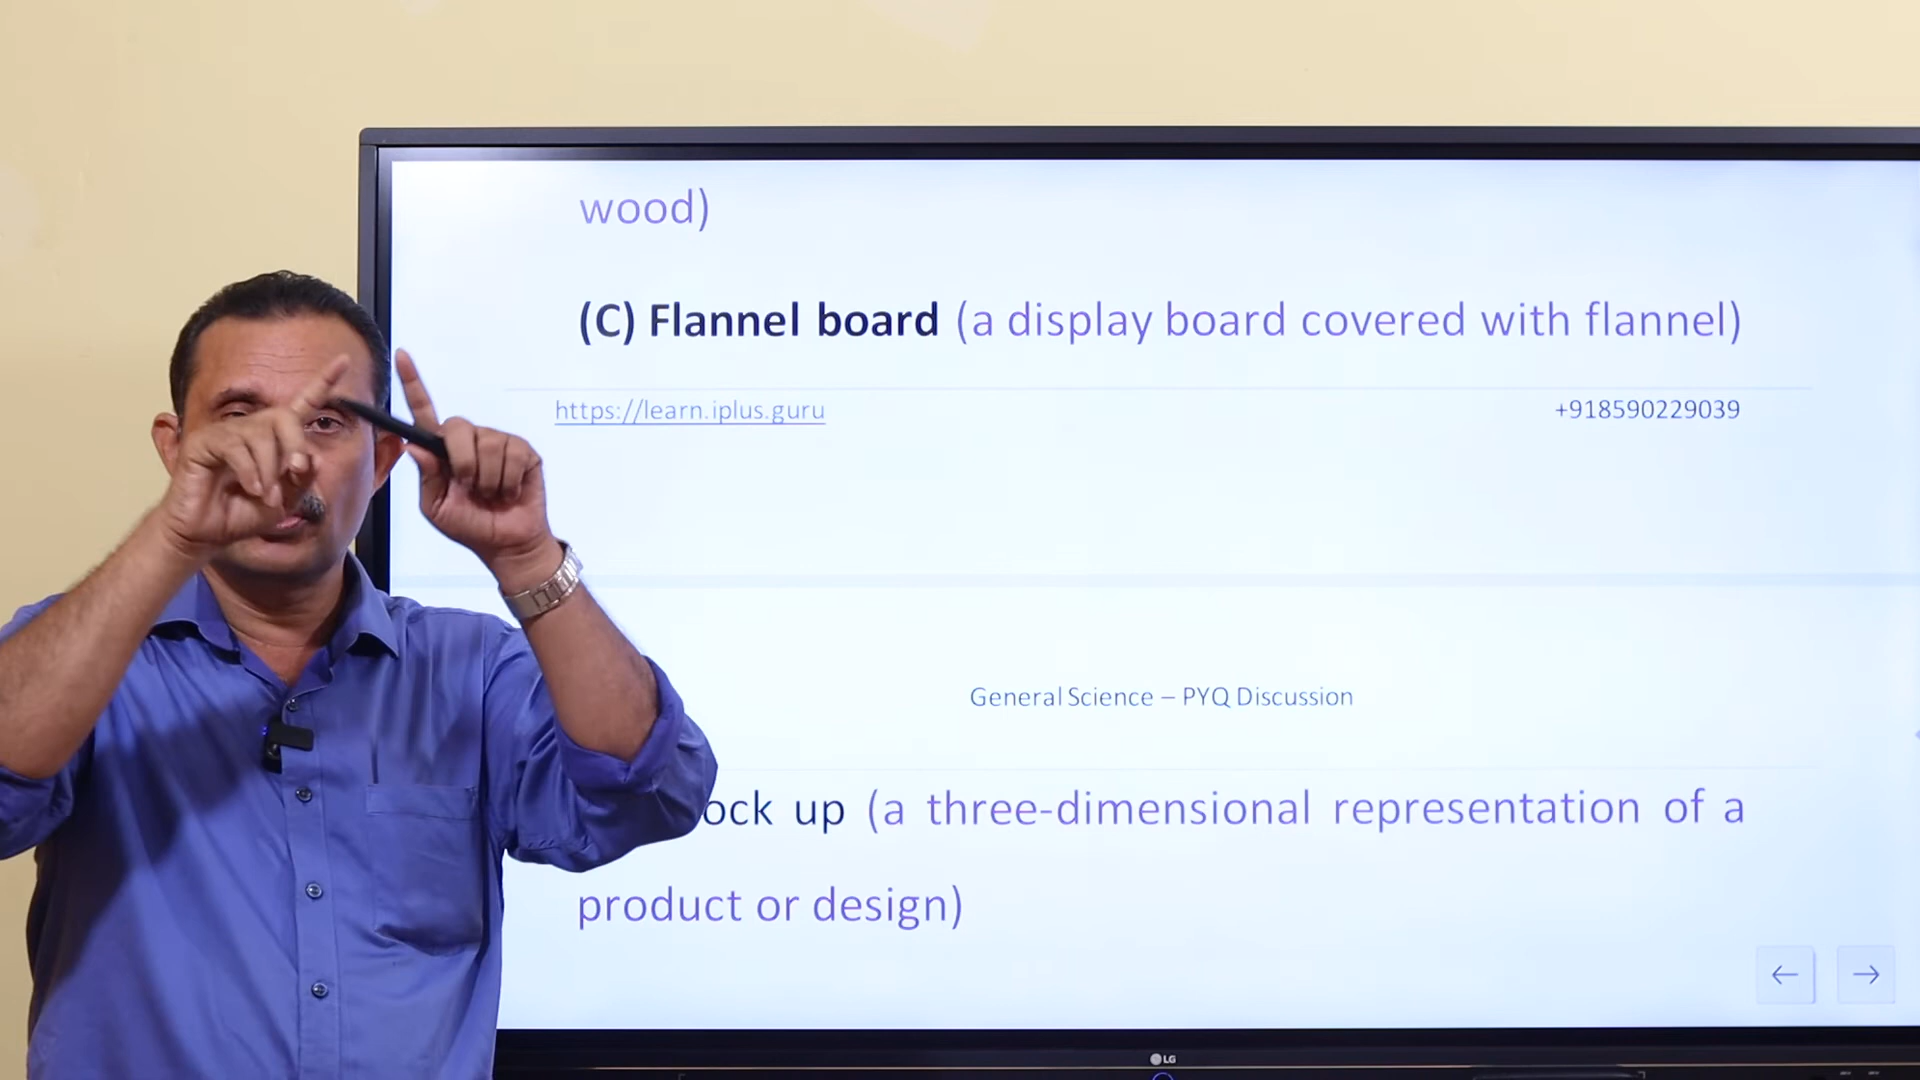 wood)
(C) Flannel board (a display board covered with flannel)
https://learn.iplus.guru +918590229039
General Science – PYQ Discussion
ock up (a three-dimensional representation of a
product or design)
LG